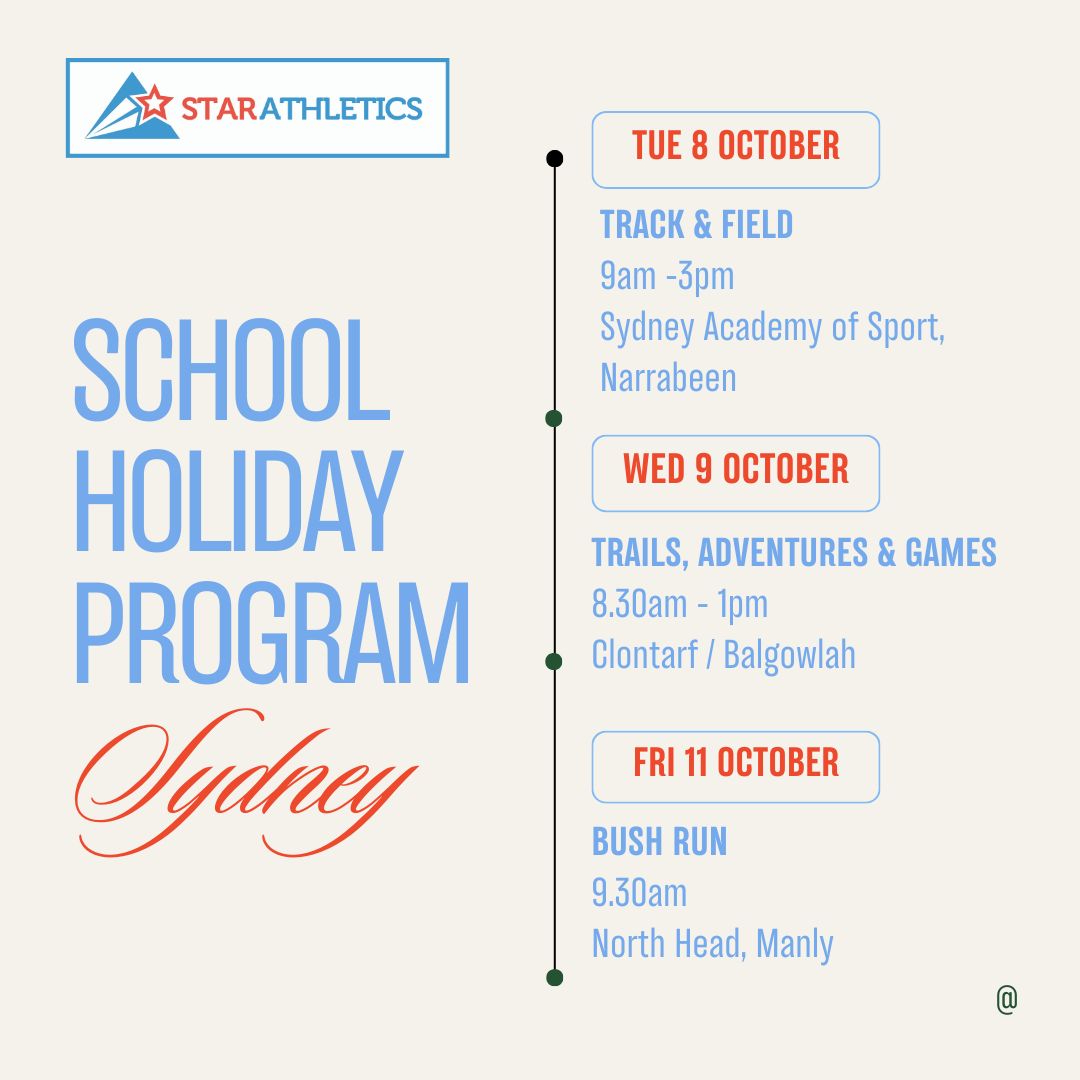 STARATHLETICS
SCHOOL
HOLIDAY
PROGRAM
Sydney
TUE 8 OCTOBER
TRACK & FIELD
9am -3pm
Sydney Academy of Sport,
Narrabeen
WED 9 OCTOBER
TRAILS, ADVENTURES & GAMES
8.30am - 1pm
Clontarf / Balgowlah
FRI 11 OCTOBER
BUSH RUN
9.30am
North Head, Manly
@